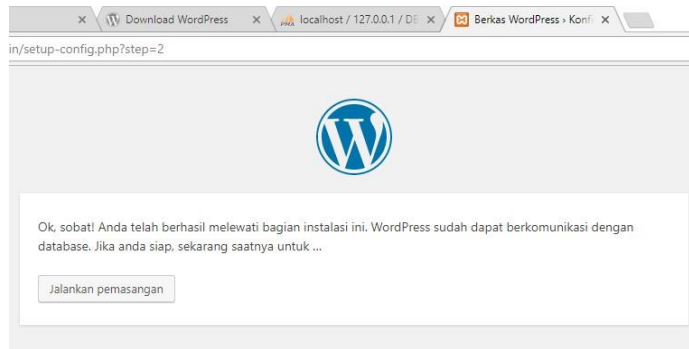 Download WordPress
localhost / 127.0.0.1 / DE
Berkas WordPress › Konfi
in/setup-config.php?step=2
Ok, sobat! Anda telah berhasil melewati bagian instalasi ini. WordPress sudah dapat berkomunikasi dengan
database. Jika anda siap, sekarang saatnya untuk ...
Jalankan pemasangan